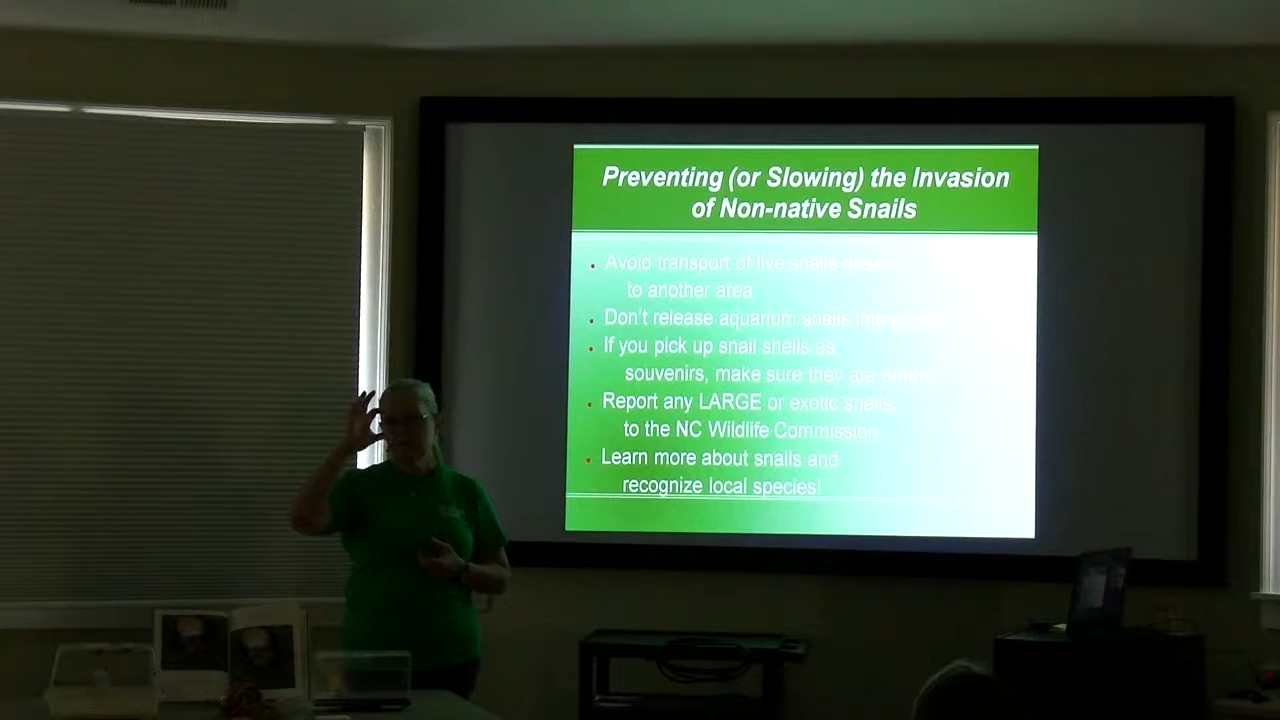 Preventing (or Slowing) the Invasion
of Non-native Snails
Avoid transport of live snails
to another area
Don't release aquarium snails into
If you pick up snail shells as
souvenirs, make sure they are
Report any LARGE or exotic snails
to the NC Wildlife Commission
Learn more about snails and
recognize local species!